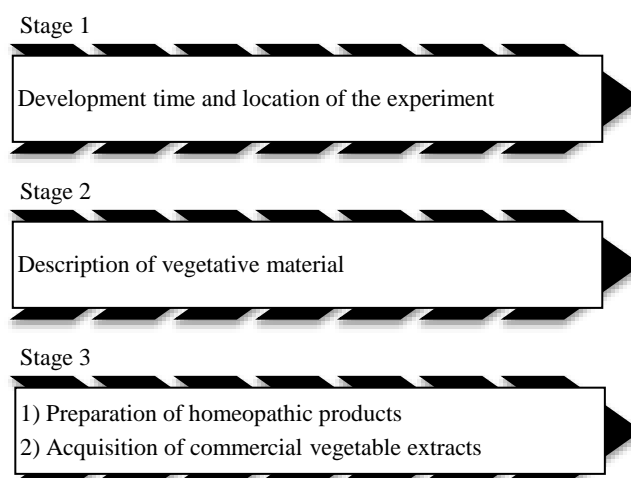 Stage 1
Development time and location of the experiment
Stage 2
Description of vegetative material
Stage 3
1) Preparation of homeopathic products
2) Acquisition of commercial vegetable extracts